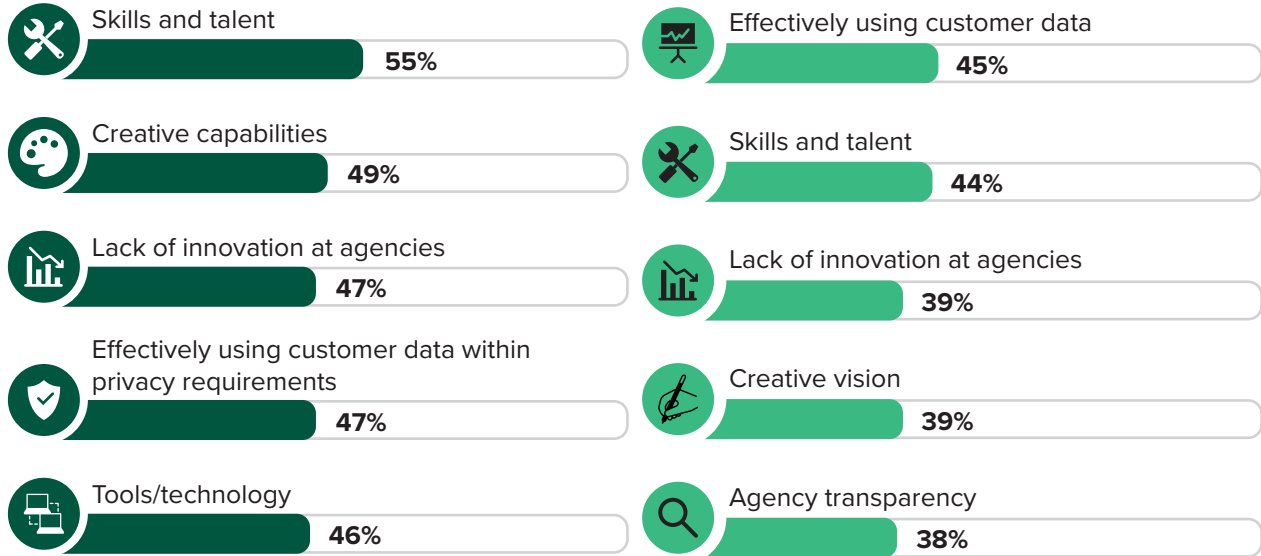 Skills and talent
55%
Creative capabilities
49%
Lack of innovation at agencies
47%
Effectively using customer data within
privacy requirements
47%
Tools/technology
46%
Effectively using customer data
45%
Skills and talent
44%
Lack of innovation at agencies
39%
Creative vision
39%
Agency transparency
38%